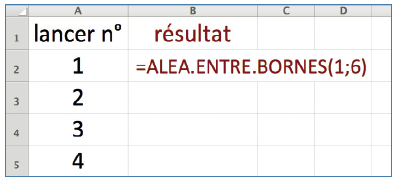 A B C D
1 lancer n° résultat
2 1 =ALEA.ENTRE.BORNES(1;6)
3 2
4 3
5 4